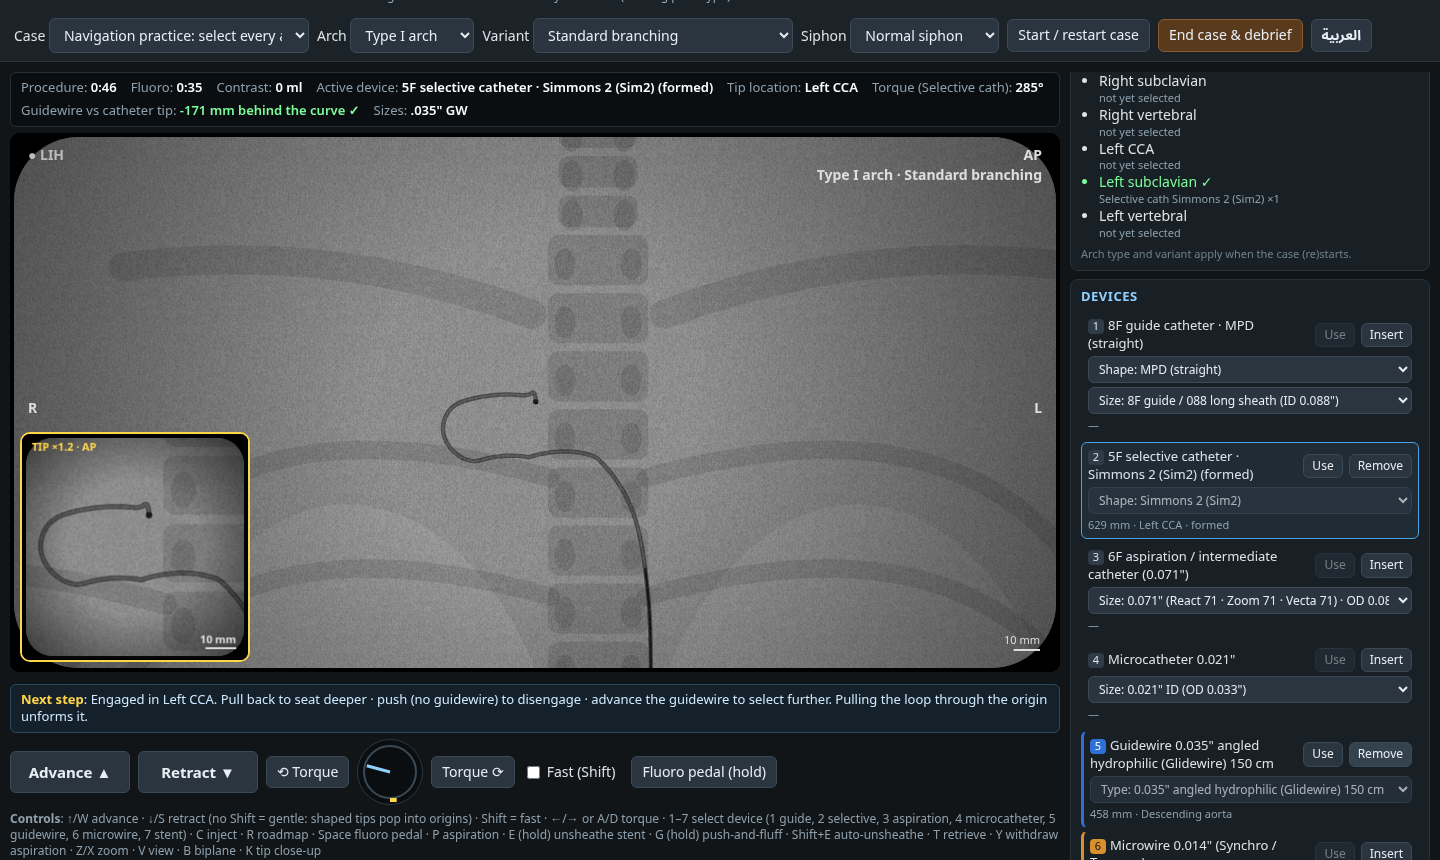 Case Navigation practice: select every a Arch Type I arch Variant Standard branching Siphon Normal siphon Start / restart case End case & debrief العربية
Procedure: 0:46 Fluoro: 0:35 Contrast: 0 ml Active device: 5F selective catheter · Simmons 2 (Sim2) (formed) Tip location: Left CCA Torque (Selective cath): 285°
Guidewire vs catheter tip: -171 mm behind the curve ✓ Sizes: .035" GW
● LIH
AP
Type I arch · Standard branching
R
L
TIP ×1.2 · AP
10 mm
10 mm
Next step: Engaged in Left CCA. Pull back to seat deeper · push (no guidewire) to disengage · advance the guidewire to select further. Pulling the loop through the origin
unforms it.
Advance ▲ Retract ▼ ⟲ Torque Torque ⟳ Fast (Shift) Fluoro pedal (hold)
Controls: ↑/W advance · ↓/S retract (no Shift = gentle: shaped tips pop into origins) · Shift = fast · ←/→ or A/D torque · 1–7 select device (1 guide, 2 selective, 3 aspiration, 4 microcatheter, 5
guidewire, 6 microwire, 7 stent) · C inject · R roadmap · Space fluoro pedal · P aspiration · E (hold) unsheathe stent · G (hold) push-and-fluff · Shift+E auto-unsheathe · T retrieve · Y withdraw
aspiration · Z/X zoom · V view · B biplane · K tip close-up
Right subclavian
not yet selected
Right vertebral
not yet selected
Left CCA
not yet selected
Left subclavian ✓
Selective cath Simmons 2 (Sim2) ×1
Left vertebral
not yet selected
Arch type and variant apply when the case (re)starts.
DEVICES
1 8F guide catheter · MPD
(straight)
Use Insert
Shape: MPD (straight)
Size: 8F guide / 088 long sheath (ID 0.088")
—
2 5F selective catheter ·
Simmons 2 (Sim2) (formed)
Use Remove
Shape: Simmons 2 (Sim2)
629 mm · Left CCA · formed
3 6F aspiration / intermediate
catheter (0.071")
Use Insert
Size: 0.071" (React 71 · Zoom 71 · Vecta 71) · OD 0.08
—
4 Microcatheter 0.021"
Use Insert
Size: 0.021" ID (OD 0.033")
—
5 Guidewire 0.035" angled
hydrophilic (Glidewire) 150 cm
Use Remove
Type: 0.035" angled hydrophilic (Glidewire) 150 cm
458 mm · Descending aorta
6 Microwire 0.014" (Synchro /
Use Insert